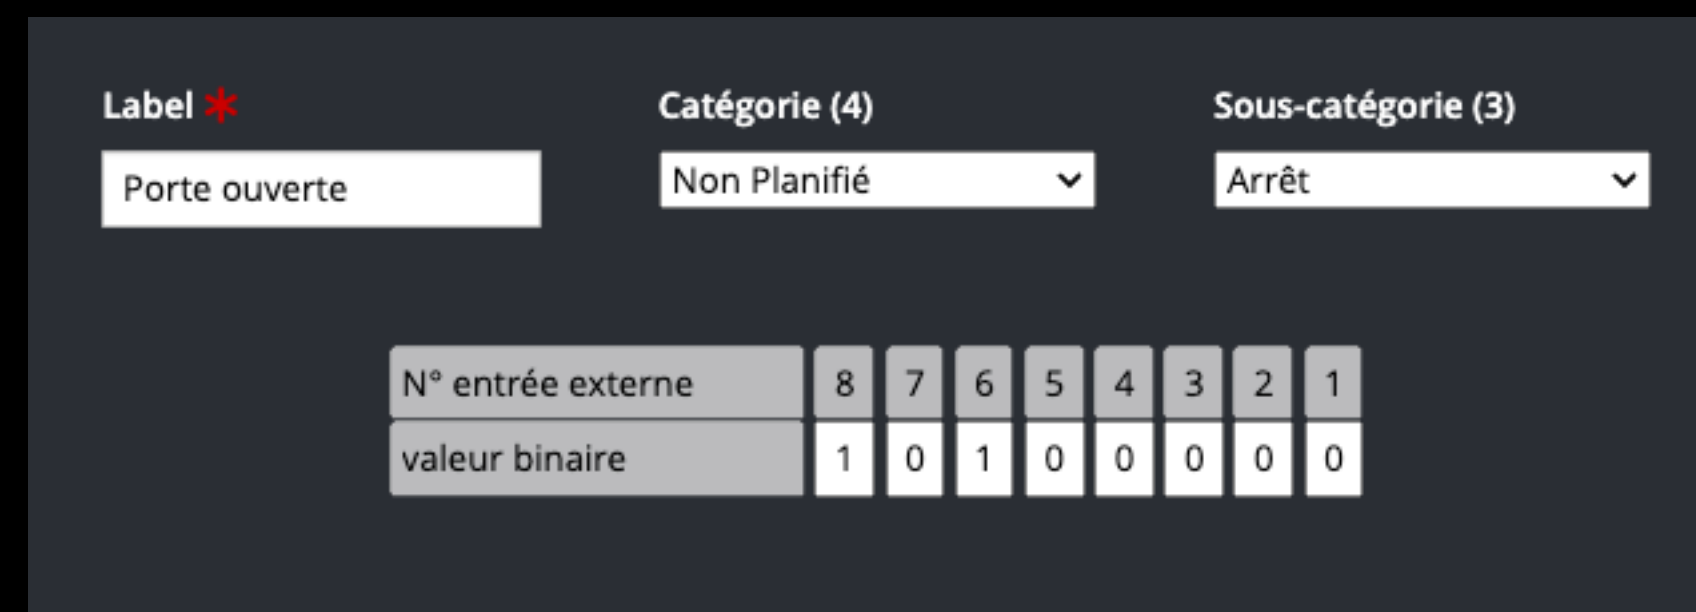 Label * Catégorie (4) Sous-catégorie (3)
Porte ouverte Non Planifié Arrêt
N° entrée externe 8 7 6 5 4 3 2 1
valeur binaire 1 0 1 0 0 0 0 0